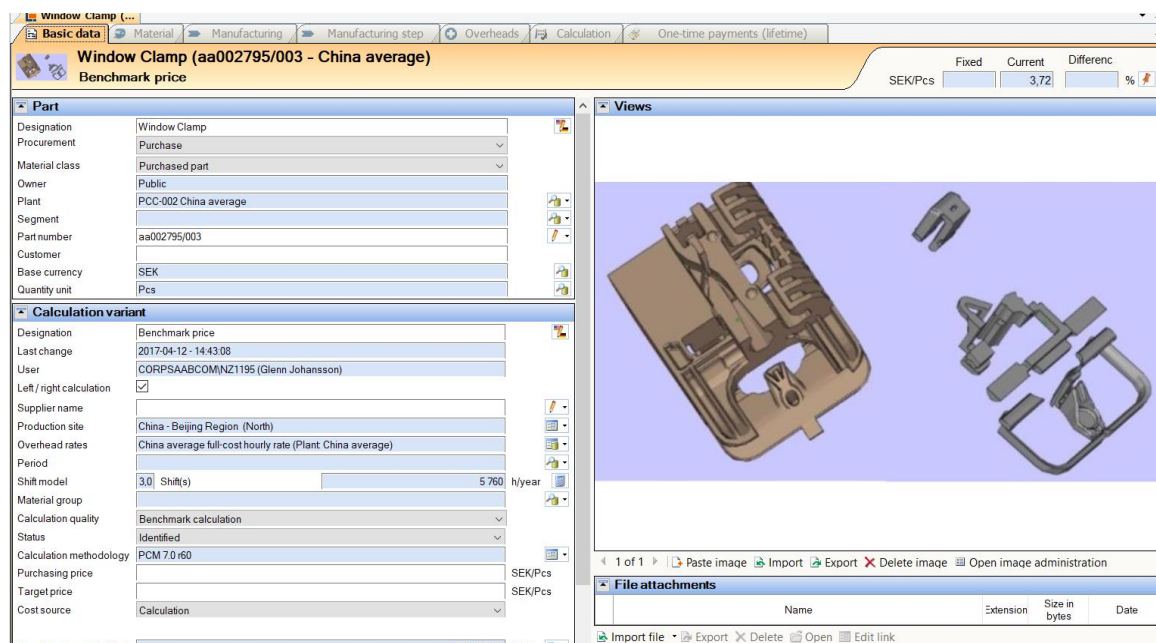 Window Clamp (...
Basic data Material Manufacturing Manufacturing step Overheads Calculation One-time payments (lifetime)
Window Clamp (aa002795/003 - China average)
Benchmark price
Fixed Current Differenc
SEK/Pcs 3,72 %
Part
Designation Window Clamp
Procurement Purchase
Material class Purchased part
Owner Public
Plant PCC-002 China average
Segment
Part number aa002795/003
Customer
Base currency SEK
Quantity unit Pcs
Calculation variant
Designation Benchmark price
Last change 2017-04-12 - 14:43:08
User CORPSAABCOM\NZ1195 (Glenn Johansson)
Left / right calculation
Supplier name
Production site China - Beijing Region (North)
Overhead rates China average full-cost hourly rate (Plant: China average)
Period
Shift model 3,0 Shift(s) 5 760 h/year
Material group
Calculation quality Benchmark calculation
Status Identified
Calculation methodology PCM 7.0 r60
Purchasing price SEK/Pcs
Target price SEK/Pcs
Cost source Calculation
Views
1 of 1 Paste image Import Export Delete image Open image administration
File attachments
Name Extension Size in bytes Date
Import file Export Delete Open Edit link